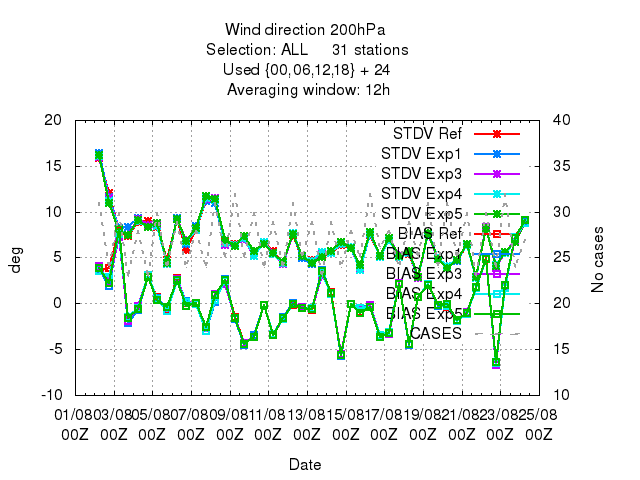 Wind direction 200hPa
Selection: ALL 31 stations
Used {00,06,12,18} + 24
Averaging window: 12h
20 40
STDV Ref
STDV Exp1
15 35
STDV Exp3
STDV Exp4
10 30
STDV Exp5
BIAS Ref
5 25
BIAS Exp1
BIAS Exp3
BIAS Exp4
0 20
BIAS Exp5
CASES
-5 15
-10 10
deg
No cases
01/08 03/08 05/08 07/08 09/08 11/08 13/08 15/08 17/08 19/08 21/08 23/08 25/08
00Z 00Z 00Z 00Z 00Z 00Z 00Z 00Z 00Z 00Z 00Z 00Z 00Z
Date